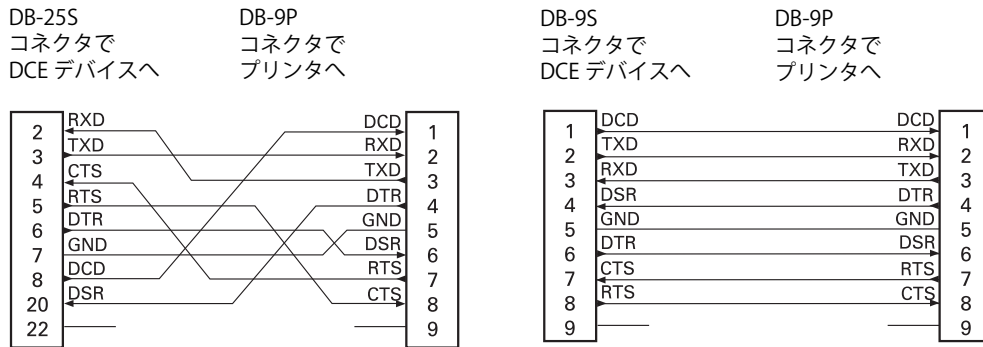 DB-25S
コネクタで
DCE デバイスへ
DB-9P
コネクタで
プリンタへ
2 RXD
3 TXD
4 CTS
5 RTS
6 DTR
7 GND
8 DCD
20 DSR
22
DCD 1
RXD 2
TXD 3
DTR 4
GND 5
DSR 6
RTS 7
CTS 8
9
DB-9S
コネクタで
DCE デバイスへ
DB-9P
コネクタで
プリンタへ
1 DCD
2 TXD
3 RXD
4 DSR
5 GND
6 DTR
7 CTS
8 RTS
9
DCD 1
RXD 2
TXD 3
DTR 4
GND 5
DSR 6
RTS 7
CTS 8
9